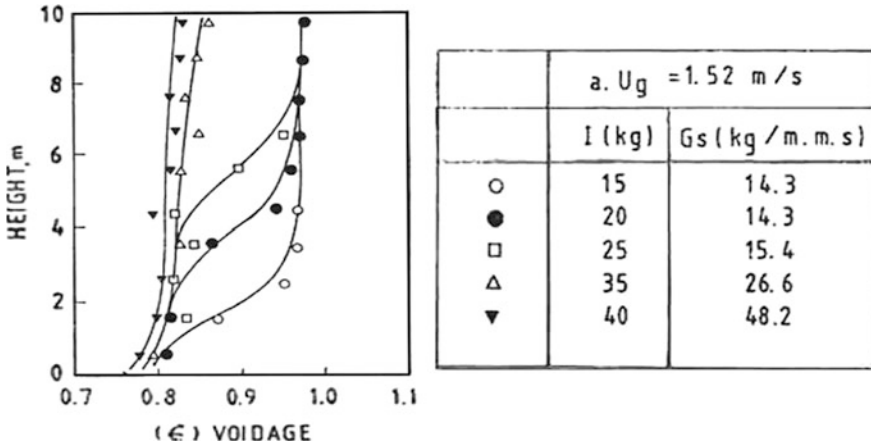 10
8
6
4
2
0
HEIGHT, m
0.7 0.8 0.9 1.0 1.1
(∈) VOIDAGE
a. Ug = 1.52 m/s
I (kg) Gs (kg/m.m.s)
○ 15 14.3
● 20 14.3
□ 25 15.4
△ 35 26.6
▼ 40 48.2